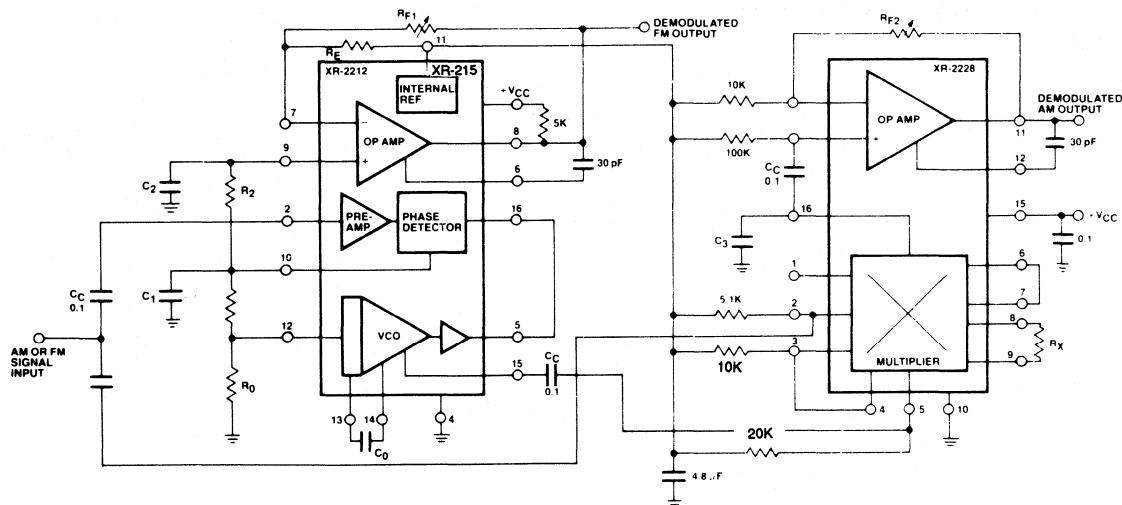 RF1
DEMODULATED
FM OUTPUT
RE
11
XR-2212
XR-215
INTERNAL
REF
+VCC
5K
7
−
OP AMP
8
9
+
6
30 pF
C2
R2
2
PRE-
AMP
PHASE
DETECTOR
16
10
CC
0.1
C1
12
VCO
5
AM OR FM
SIGNAL
INPUT
R0
15
CC
0.1
13
14
4
C0
RF2
XR-2228
10K
OP AMP
DEMODULATED
AM OUTPUT
11
100K
+
30 pF
12
CC
0.1
16
15
+VCC
C3
0.1
1
6
5.1K
2
7
8
3
RX
10K
MULTIPLIER
9
4
5
10
20K